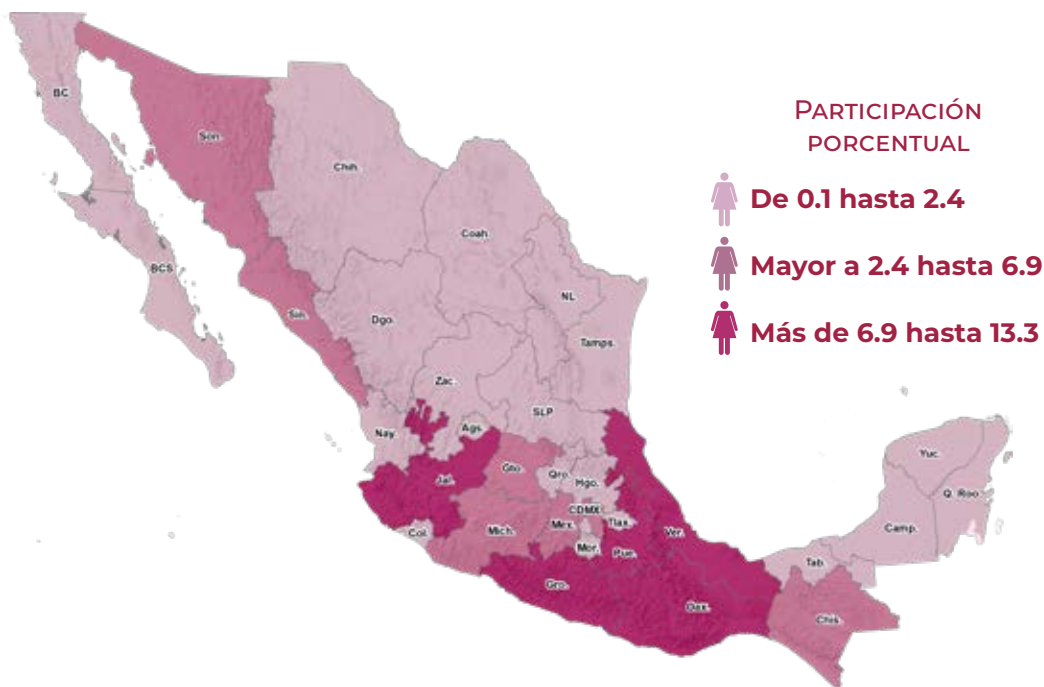 PARTICIPACIÓN
PORCENTUAL
De 0.1 hasta 2.4
Mayor a 2.4 hasta 6.9
Más de 6.9 hasta 13.3
BC
Son.
Chih.
Coah.
BCS
NL
Sin.
Dgo.
Tamps.
Zac.
SLP
Nay.
Ags.
Yuc.
Gto.
Qro.
Hgo.
Jal.
Q. Roo
CDMX
Col.
Mich.
Mex.
Tlax.
Ver.
Camp.
Mor.
Pue.
Tab.
Gro.
Oax.
Chis.